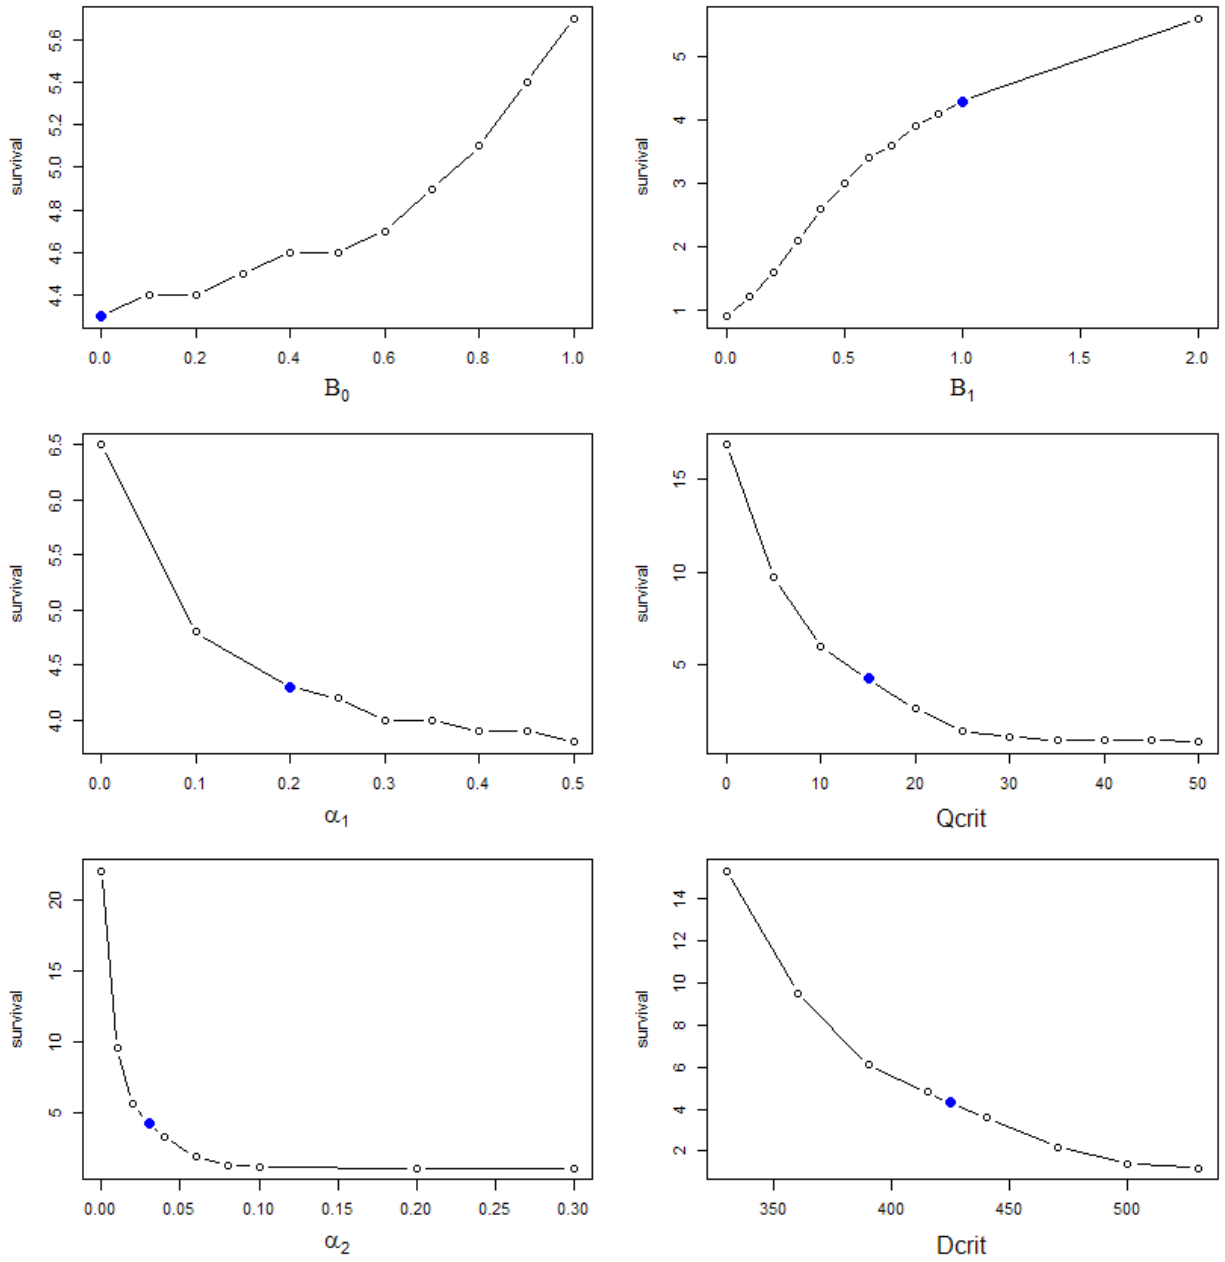 survival
4.4 4.6 4.8 5.0 5.2 5.4 5.6
0.0 0.2 0.4 0.6 0.8 1.0
B0
survival
1 2 3 4 5
0.0 0.5 1.0 1.5 2.0
B1
survival
4.0 4.5 5.0 5.5 6.0 6.5
0.0 0.1 0.2 0.3 0.4 0.5
α1
survival
5 10 15
0 10 20 30 40 50
Qcrit
survival
5 10 15 20
0.00 0.05 0.10 0.15 0.20 0.25 0.30
α2
survival
2 4 6 8 10 12 14
350 400 450 500
Dcrit